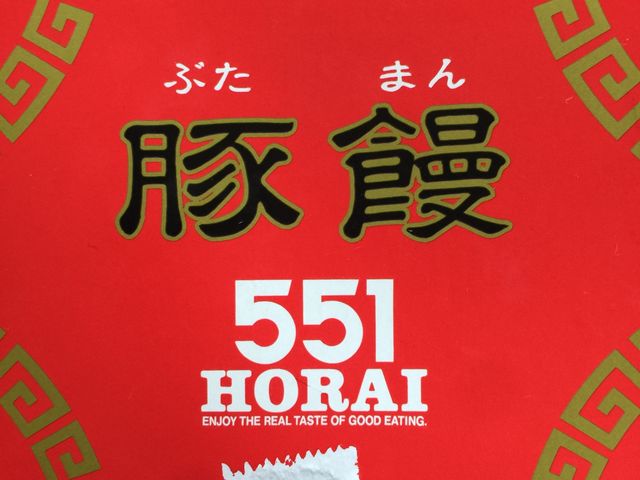 ぶた まん
豚饅
551
HORAI
ENJOY THE REAL TASTE OF GOOD EATING.